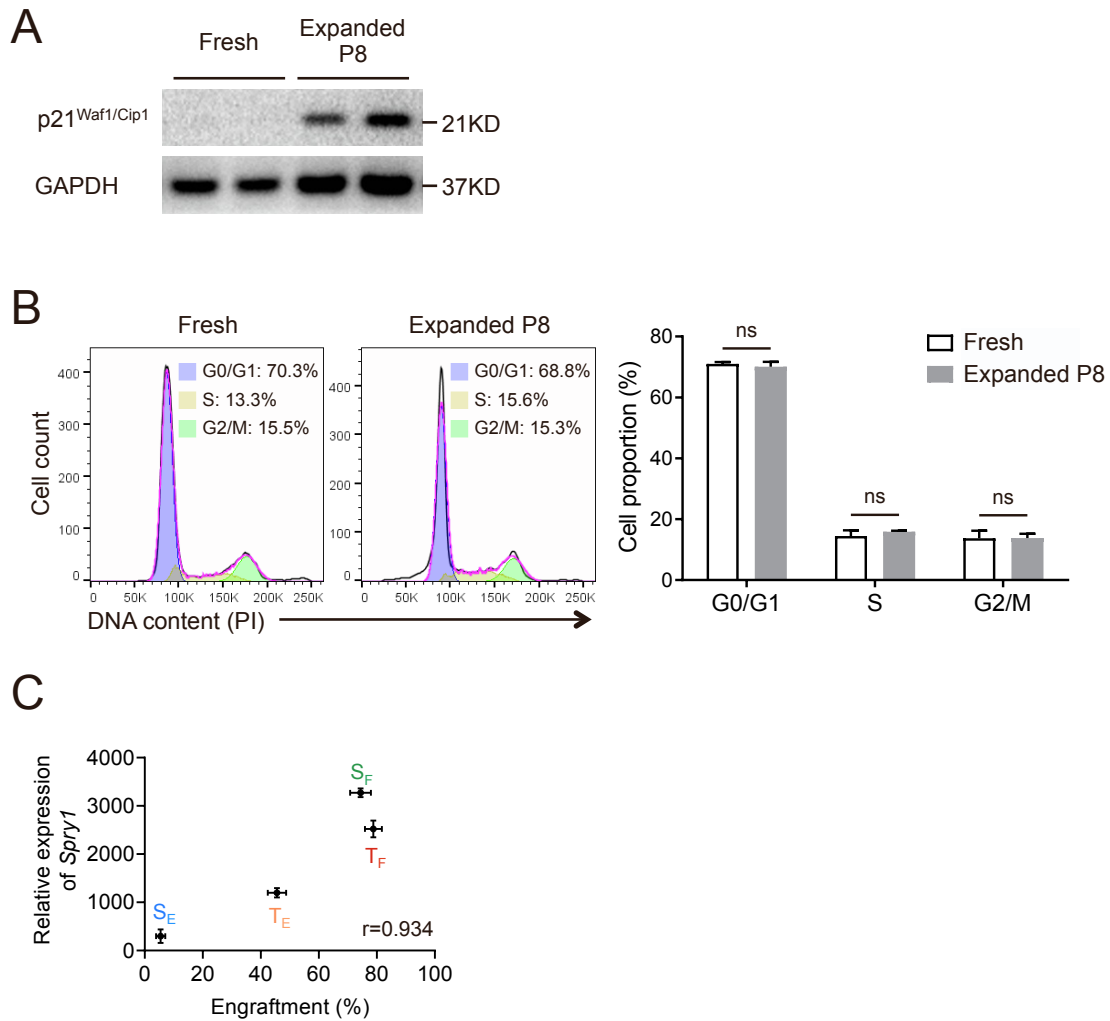 A
Fresh
Expanded
P8
p21Waf1/Cip1
21KD
GAPDH
37KD
B
Fresh
Expanded P8
400
300
200
100
0
G0/G1: 70.3%
S: 13.3%
G2/M: 15.5%
0
50K
100K
150K
200K
250K
400
300
200
100
0
G0/G1: 68.8%
S: 15.6%
G2/M: 15.3%
0
50K
100K
150K
200K
250K
Cell count
DNA content (PI)
Cell proportion (%)
80
60
40
20
0
ns
ns
ns
Fresh
Expanded P8
G0/G1
S
G2/M
C
Relative expression
of Spry1
4000
3000
2000
1000
0
SF
TF
SE
TE
r=0.934
0
20
40
60
80
100
Engraftment (%)